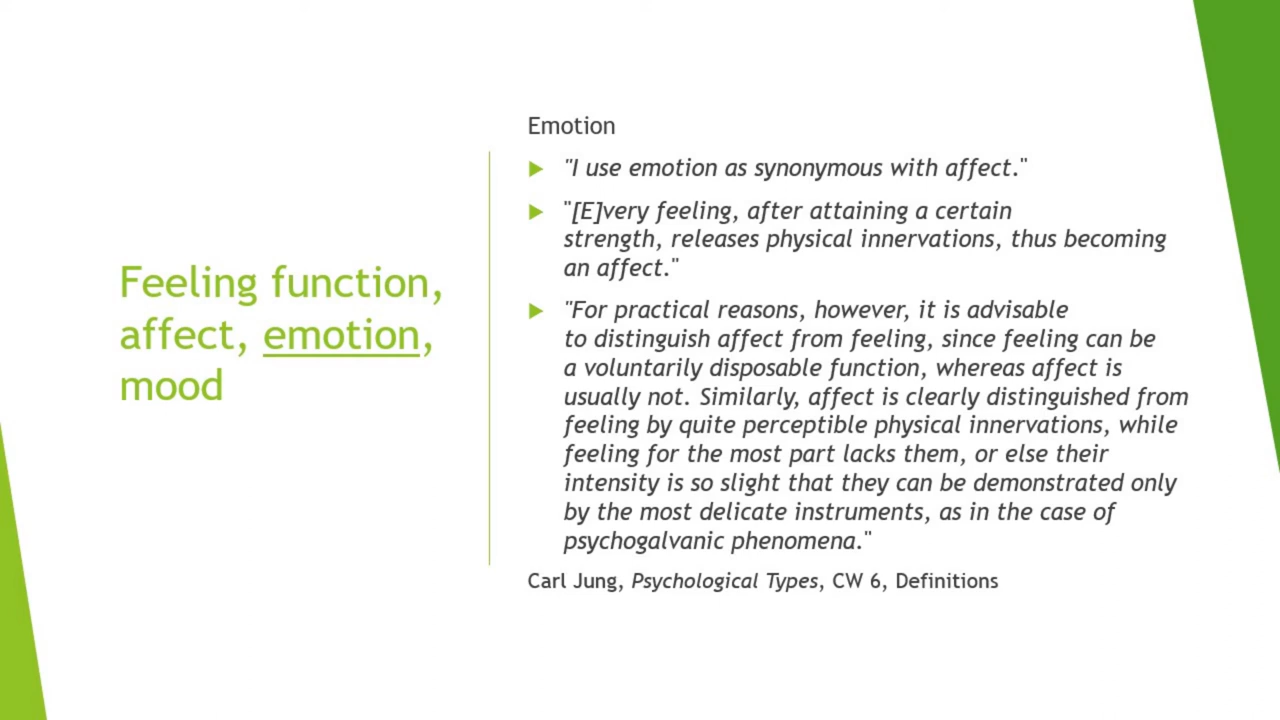 Feeling function,
affect, emotion,
mood
Emotion
"I use emotion as synonymous with affect."
"[E]very feeling, after attaining a certain
strength, releases physical innervations, thus becoming
an affect."
"For practical reasons, however, it is advisable
to distinguish affect from feeling, since feeling can be
a voluntarily disposable function, whereas affect is
usually not. Similarly, affect is clearly distinguished from
feeling by quite perceptible physical innervations, while
feeling for the most part lacks them, or else their
intensity is so slight that they can be demonstrated only
by the most delicate instruments, as in the case of
psychogalvanic phenomena."
Carl Jung, Psychological Types, CW 6, Definitions